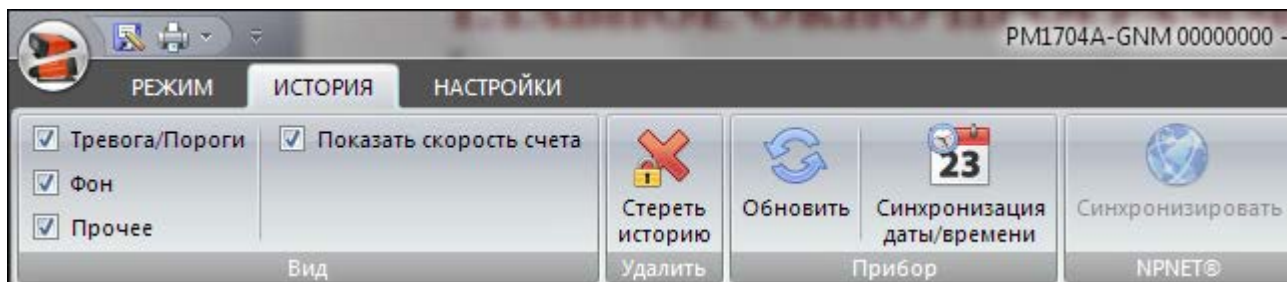 PM1704A-GNM 00000000 -
РЕЖИМ ИСТОРИЯ НАСТРОЙКИ
Тревога/Пороги Показать скорость счета
Фон
Прочее
Вид
Стереть
историю
Удалить
Обновить
23
Синхронизация
даты/времени
Прибор
Синхронизировать
NPNET®